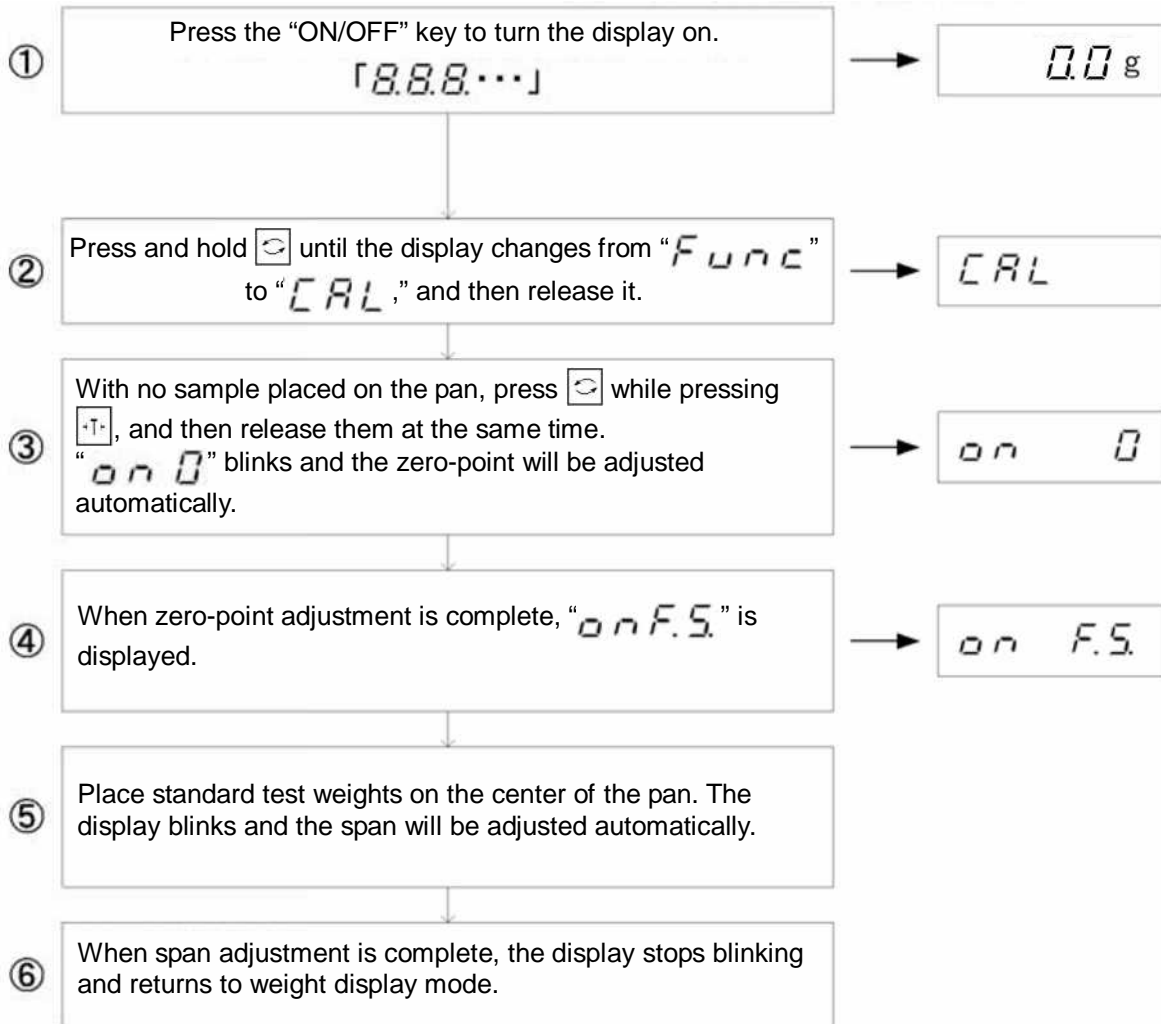 ① Press the “ON/OFF” key to turn the display on.
「8.8.8.···」
0.0 g
② Press and hold until the display changes from “Func”
to “CAL,” and then release it.
CAL
③ With no sample placed on the pan, press while pressing
→T←, and then release them at the same time.
“on 0” blinks and the zero-point will be adjusted
automatically.
on 0
④ When zero-point adjustment is complete, “on F.S.” is
displayed.
on F.S.
⑤ Place standard test weights on the center of the pan. The
display blinks and the span will be adjusted automatically.
⑥ When span adjustment is complete, the display stops blinking
and returns to weight display mode.